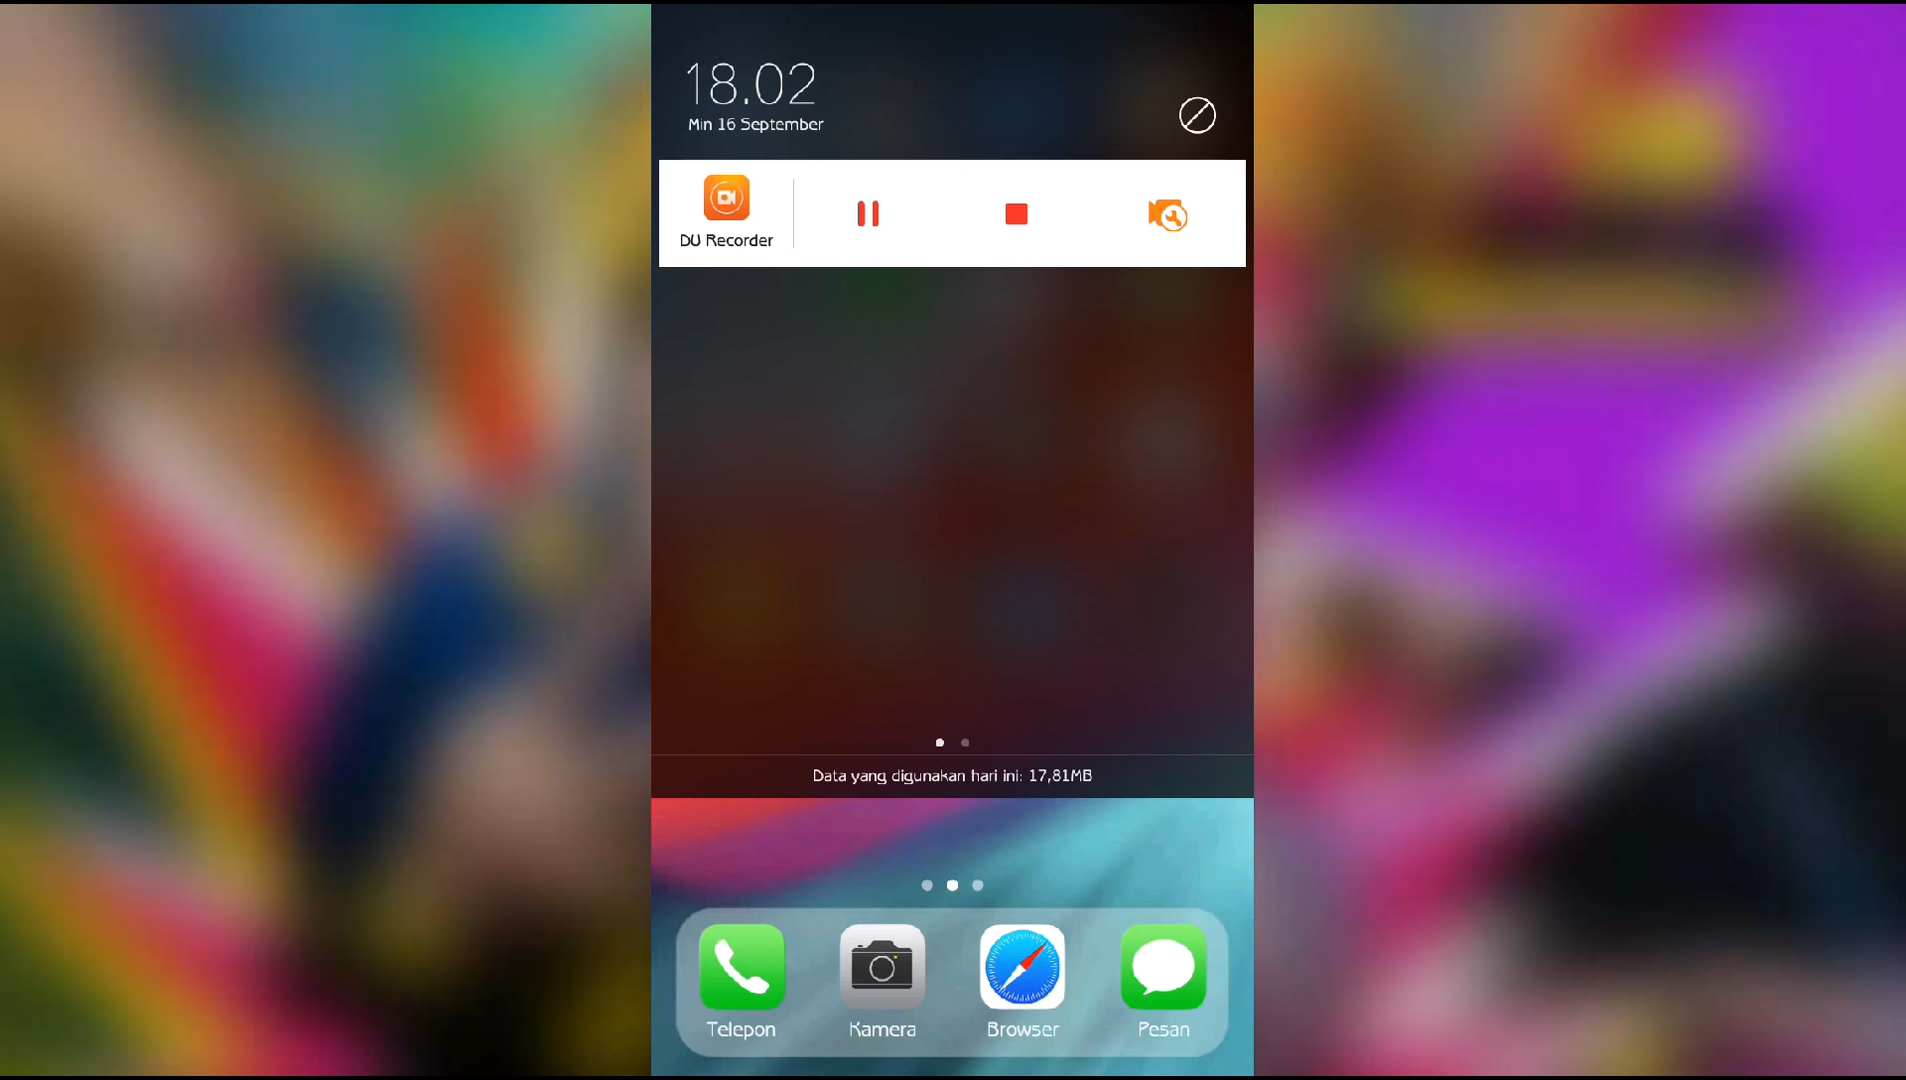 18.02
Min 16 September
DU Recorder
Data yang digunakan hari ini: 17,81MB
Telepon
Kamera
Browser
Pesan